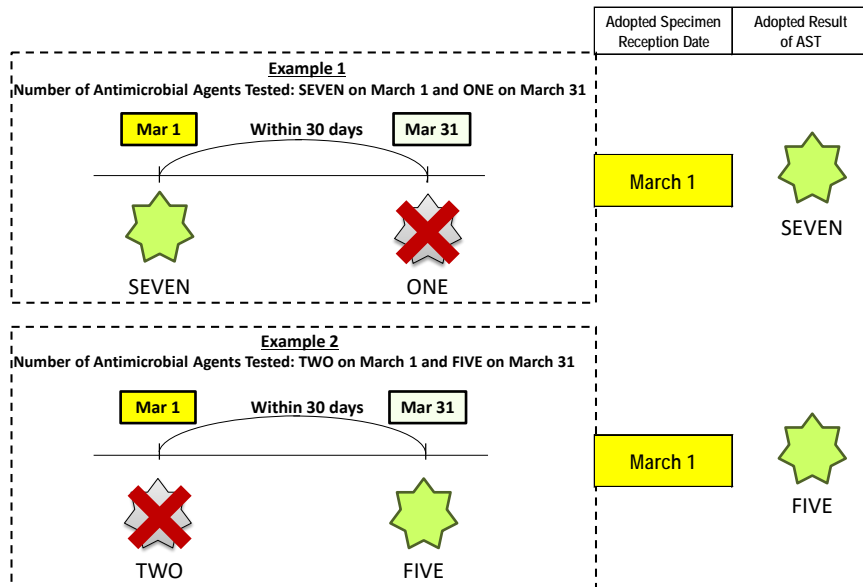 Adopted Specimen
Reception Date
Adopted Result
of AST
Example 1
Number of Antimicrobial Agents Tested: SEVEN on March 1 and ONE on March 31
Mar 1
Within 30 days
Mar 31
March 1
SEVEN
ONE
SEVEN
Example 2
Number of Antimicrobial Agents Tested: TWO on March 1 and FIVE on March 31
Mar 1
Within 30 days
Mar 31
March 1
TWO
FIVE
FIVE